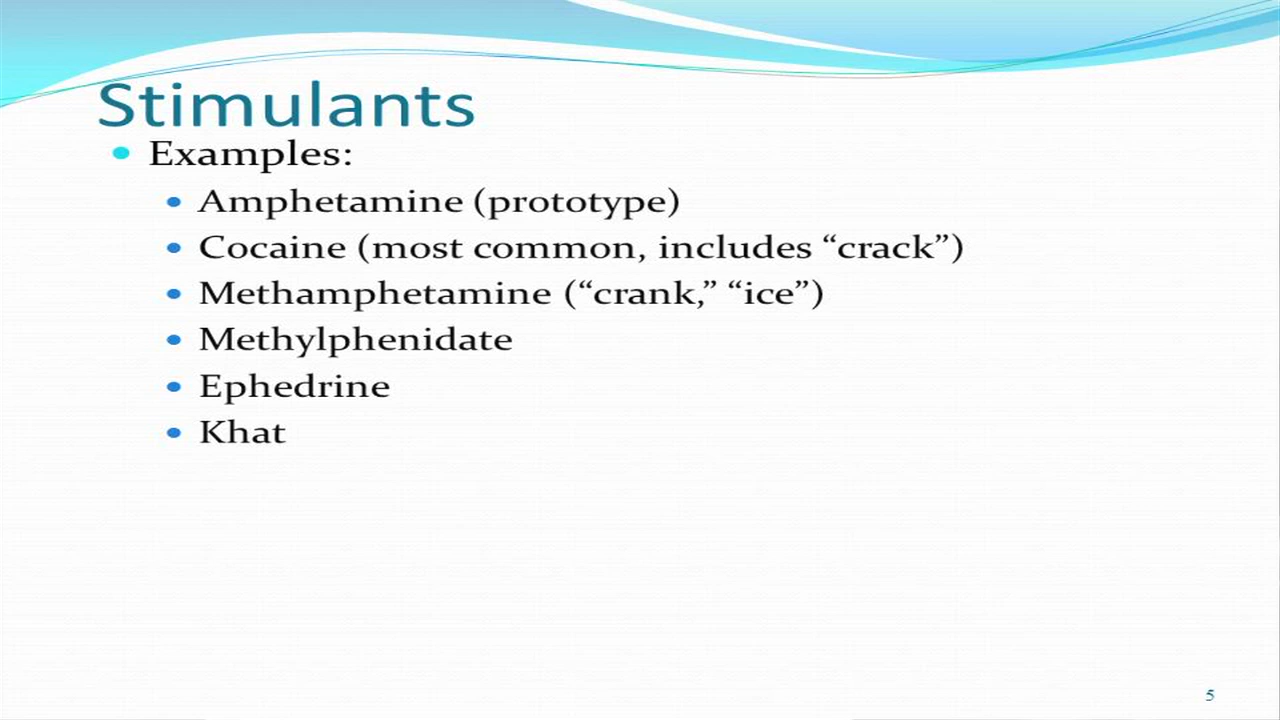 Stimulants
• Examples:
• Amphetamine (prototype)
• Cocaine (most common, includes “crack”)
• Methamphetamine (“crank,” “ice”)
• Methylphenidate
• Ephedrine
• Khat
5